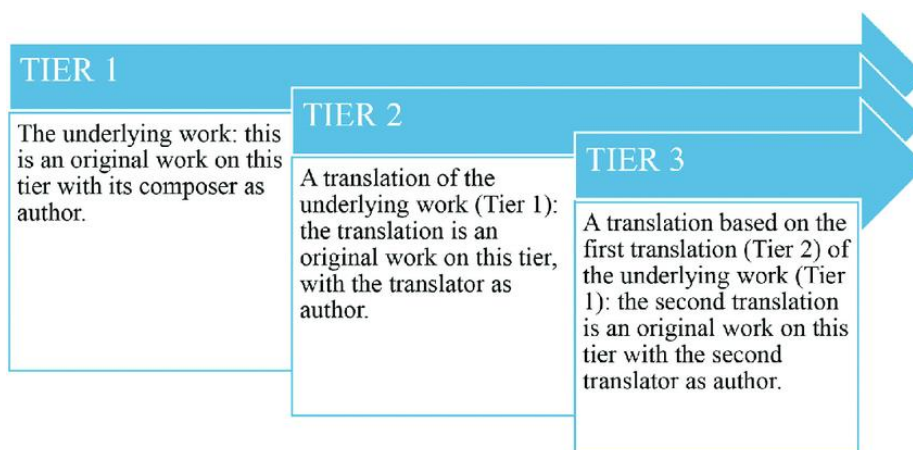 TIER 1
The underlying work: this
is an original work on this
tier with its composer as
author.
TIER 2
A translation of the
underlying work (Tier 1):
the translation is an
original work on this tier,
with the translator as
author.
TIER 3
A translation based on the
first translation (Tier 2) of
the underlying work (Tier
1): the second translation
is an original work on this
tier with the second
translator as author.